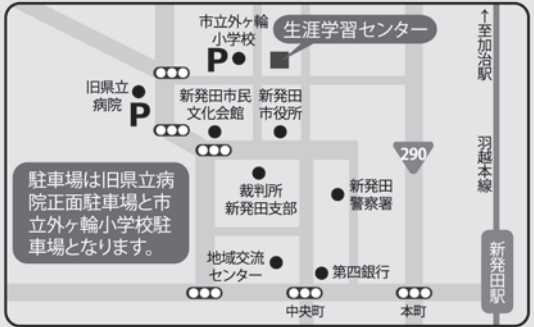 市立外ヶ輪
小学校
P
生涯学習センター
↑至加治駅
旧県立
病院
P
新発田市民
文化会館
新発田
市役所
羽越本線
290
駐車場は旧県立病
院正面駐車場と市
立外ヶ輪小学校駐
車場となります。
裁判所
新発田支部
新発田
警察署
地域交流
センター
第四銀行
新発田駅
中央町
本町